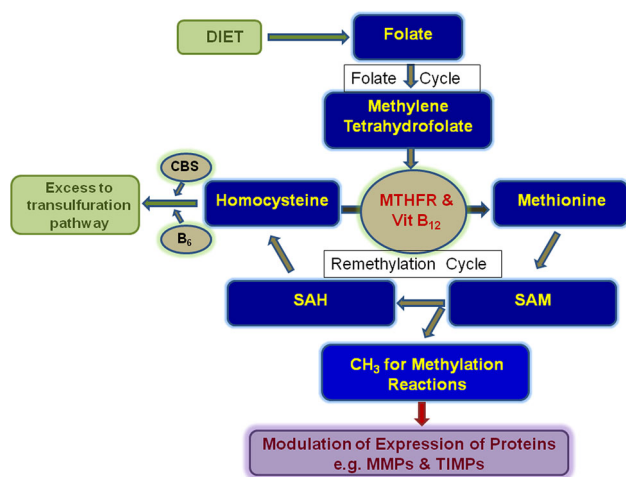 DIET
Folate
Folate Cycle
Methylene
Tetrahydrofolate
CBS
Excess to
transulfuration
pathway
B₆
Homocysteine
MTHFR &
Vit B₁₂
Methionine
Remethylation Cycle
SAH
SAM
CH₃ for Methylation
Reactions
Modulation of Expression of Proteins
e.g. MMPs & TIMPs